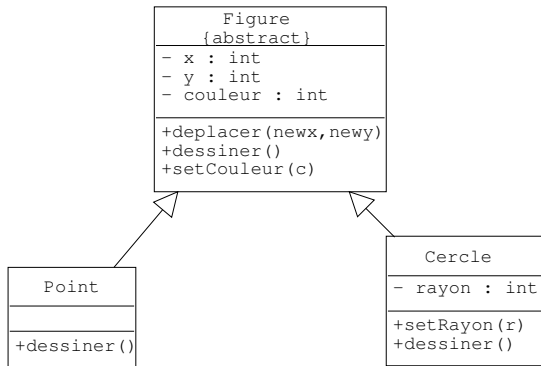 Figure
{abstract}
- x : int
- y : int
- couleur : int
+deplacer(newx,newy)
+dessiner()
+setCouleur(c)
Point
+dessiner()
Cercle
- rayon : int
+setRayon(r)
+dessiner()